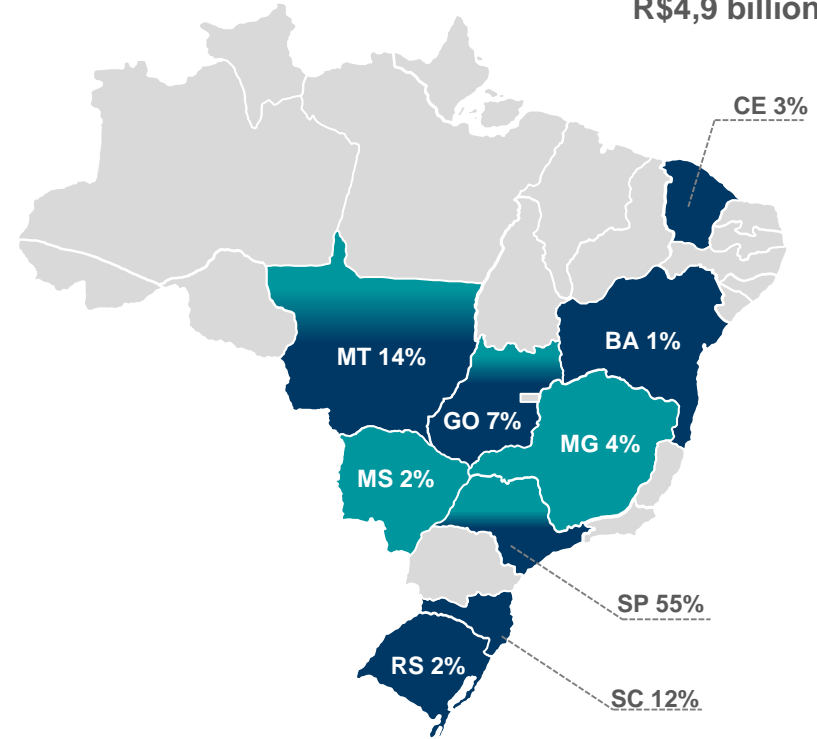 R$4,9 billion
CE 3%
BA 1%
MT 14%
GO 7%
MG 4%
MS 2%
SP 55%
RS 2%
SC 12%